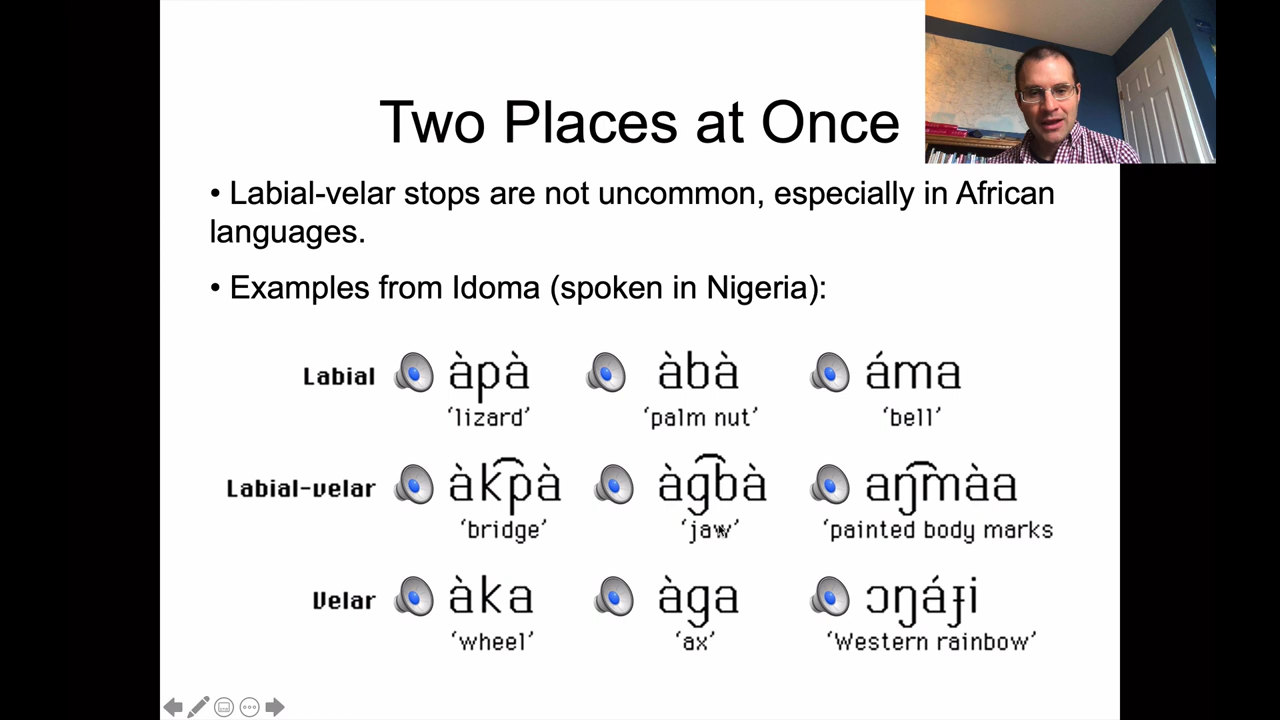 Two Places at Once
• Labial-velar stops are not uncommon, especially in African
languages.
• Examples from Idoma (spoken in Nigeria):
Labial àpà àbà áma
‘lizard’ ‘palm nut’ ‘bell’
Labial-velar àk͡pà àg͡bà aŋ͡màa
‘bridge’ ‘jaw’ ‘painted body marks
Velar àka àga ɔŋáɟi
‘wheel’ ‘ax’ ‘Western rainbow’